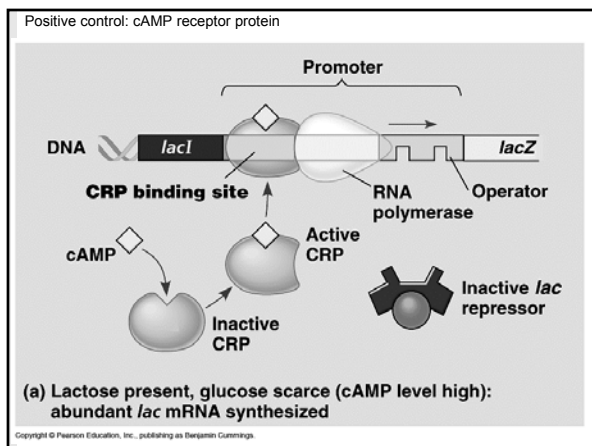 Positive control: cAMP receptor protein
Promoter
DNA
lacI
lacZ
CRP binding site
RNA
polymerase
Operator
cAMP
Active
CRP
Inactive
CRP
Inactive lac
repressor
(a) Lactose present, glucose scarce (cAMP level high):
abundant lac mRNA synthesized
Copyright © Pearson Education, Inc., publishing as Benjamin Cummings.